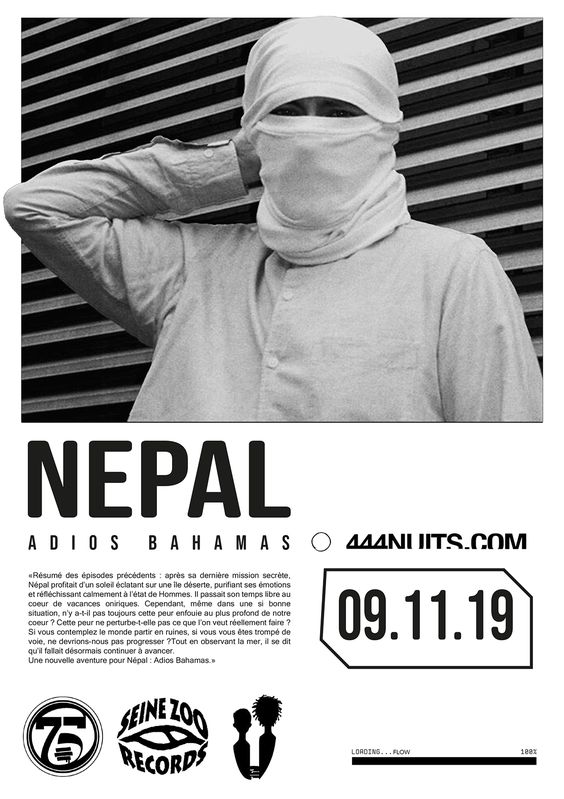 NEPAL
ADIOS BAHAMAS
444NUITS.COM
«Résumé des épisodes précédents : après sa dernière mission secrète,
Népal profitait d'un soleil éclatant sur une île déserte, purifiant ses émotions
et réfléchissant calmement à l'état de Hommes. Il passait son temps libre au
coeur de vacances oniriques. Cependant, même dans une si bonne
situation, n'y a-t-il pas toujours cette peur enfouie au plus profond de notre
coeur ? Cette peur ne perturbe-t-elle pas ce que l'on veut réellement faire ?
Si vous contemplez le monde partir en ruines, si vous vous êtes trompé de
voie, ne devrions-nous pas progresser ?Tout en observant la mer, il se dit
qu'il fallait désormais continuer à avancer.
Une nouvelle aventure pour Népal : Adios Bahamas.»
09.11.19
75
SEINE ZOO
RECORDS
LOADING...FLOW 100%